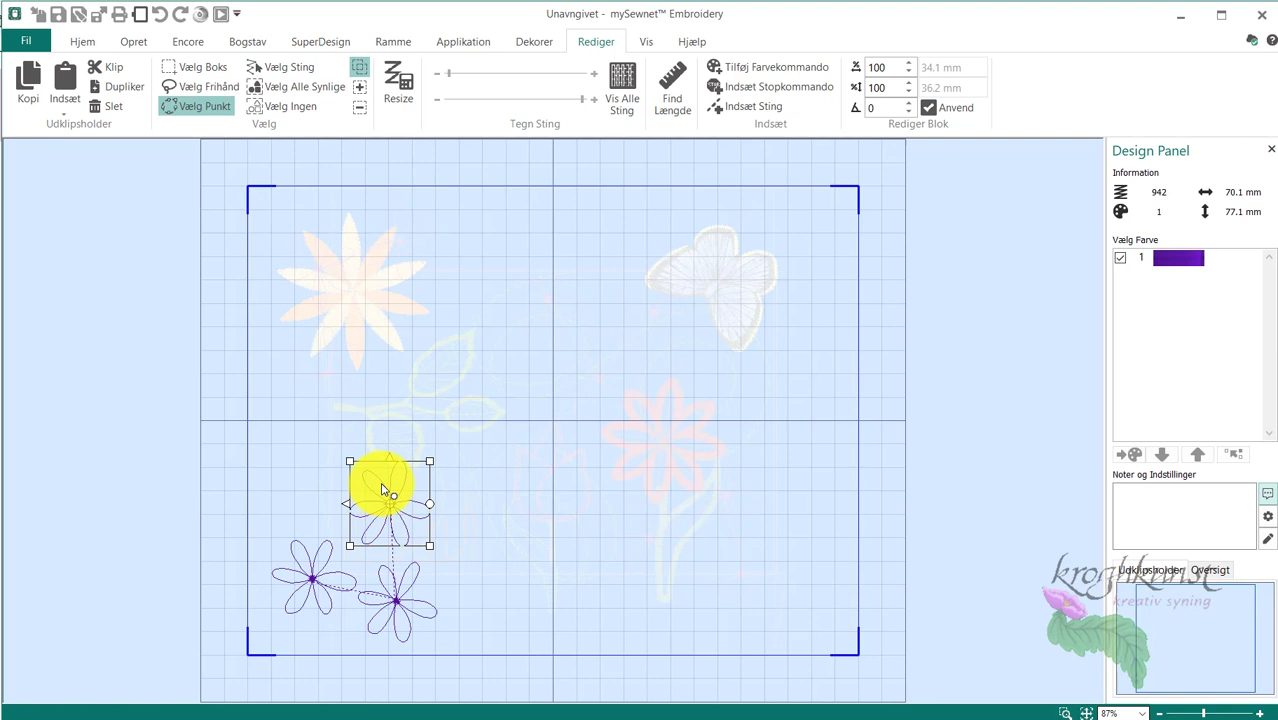 Unavngivet - mySewnet™ Embroidery
Fil Hjem Opret Encore Bogstav SuperDesign Ramme Applikation Dekorer Rediger Vis Hjælp
Kopi
Indsæt
Klip
Dupliker
Slet
Udklipsholder
Vælg Boks
Vælg Frihånd
Vælg Punkt
Vælg Sting
Vælg Alle Synlige
Vælg Ingen
Vælg
Resize
Vis Alle
Sting
Tegn Sting
Find
Længde
Tilføj Farvekommando
Indsæt Stopkommando
Indsæt Sting
Indsæt
100 34.1 mm
100 36.2 mm
0 Anvend
Rediger Blok
Design Panel
Information
942 70.1 mm
1 77.1 mm
Vælg Farve
1
Noter og Indstillinger
Udklipsholder Oversigt
kroghkunst
kreativ syning
87%